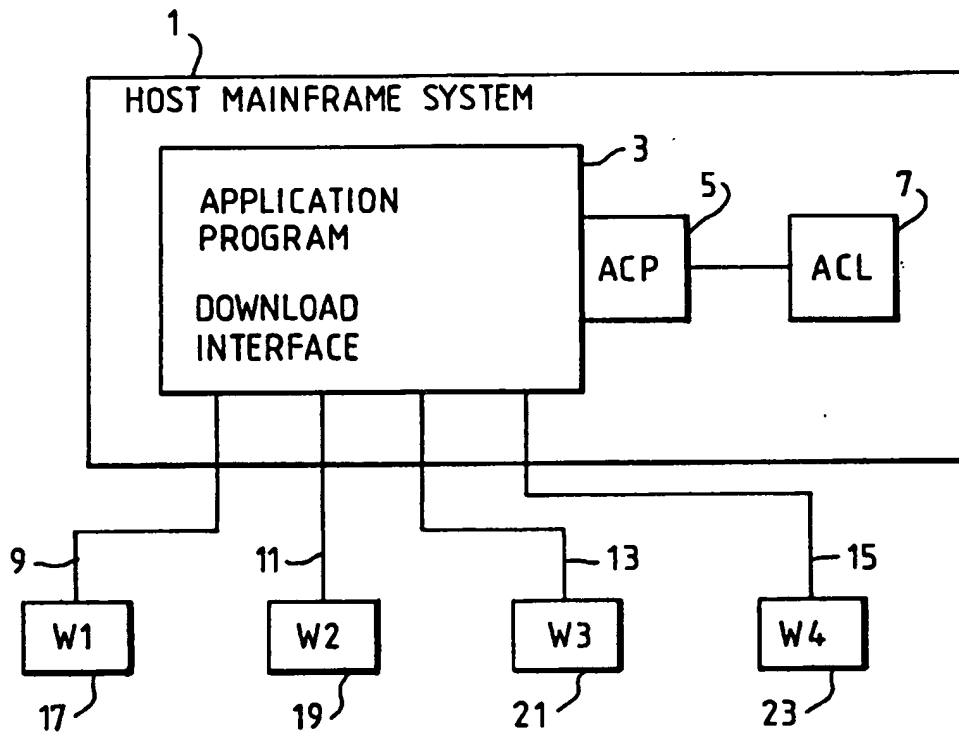 1
HOST MAINFRAME SYSTEM
3
APPLICATION
PROGRAM
DOWNLOAD
INTERFACE
5
ACP
7
ACL
9
11
13
15
W1
W2
W3
W4
17
19
21
23